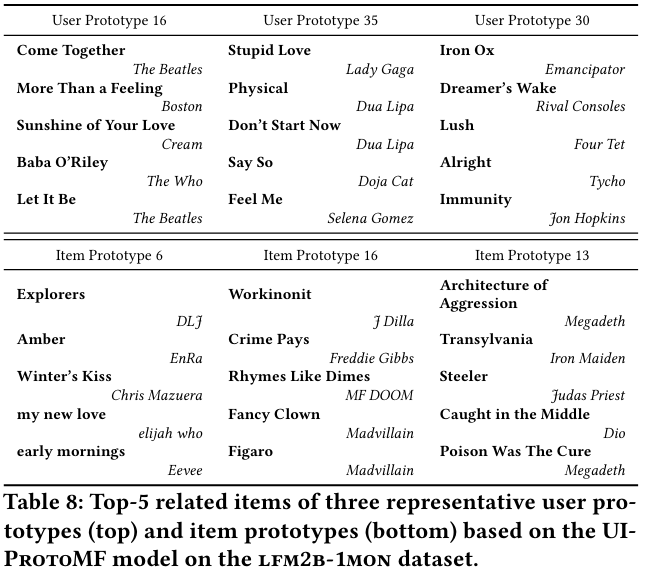 User Prototype 16 User Prototype 35 User Prototype 30
Come Together Stupid Love Iron Ox
The Beatles Lady Gaga Emancipator
More Than a Feeling Physical Dreamer's Wake
Boston Dua Lipa Rival Consoles
Sunshine of Your Love Don't Start Now Lush
Cream Dua Lipa Four Tet
Baba O'Riley Say So Alright
The Who Doja Cat Tycho
Let It Be Feel Me Immunity
The Beatles Selena Gomez Jon Hopkins
Item Prototype 6 Item Prototype 16 Item Prototype 13
Explorers Workinonit Architecture of
Aggression
DLJ J Dilla Megadeth
Amber Crime Pays Transylvania
EnRa Freddie Gibbs Iron Maiden
Winter's Kiss Rhymes Like Dimes Steeler
Chris Mazuera MF DOOM Judas Priest
my new love Fancy Clown Caught in the Middle
elijah who Madvillain Dio
early mornings Figaro Poison Was The Cure
Eevee Madvillain Megadeth
Table 8: Top-5 related items of three representative user pro-
totypes (top) and item prototypes (bottom) based on the UI-
ProtoMF model on the lfm2b-1mon dataset.